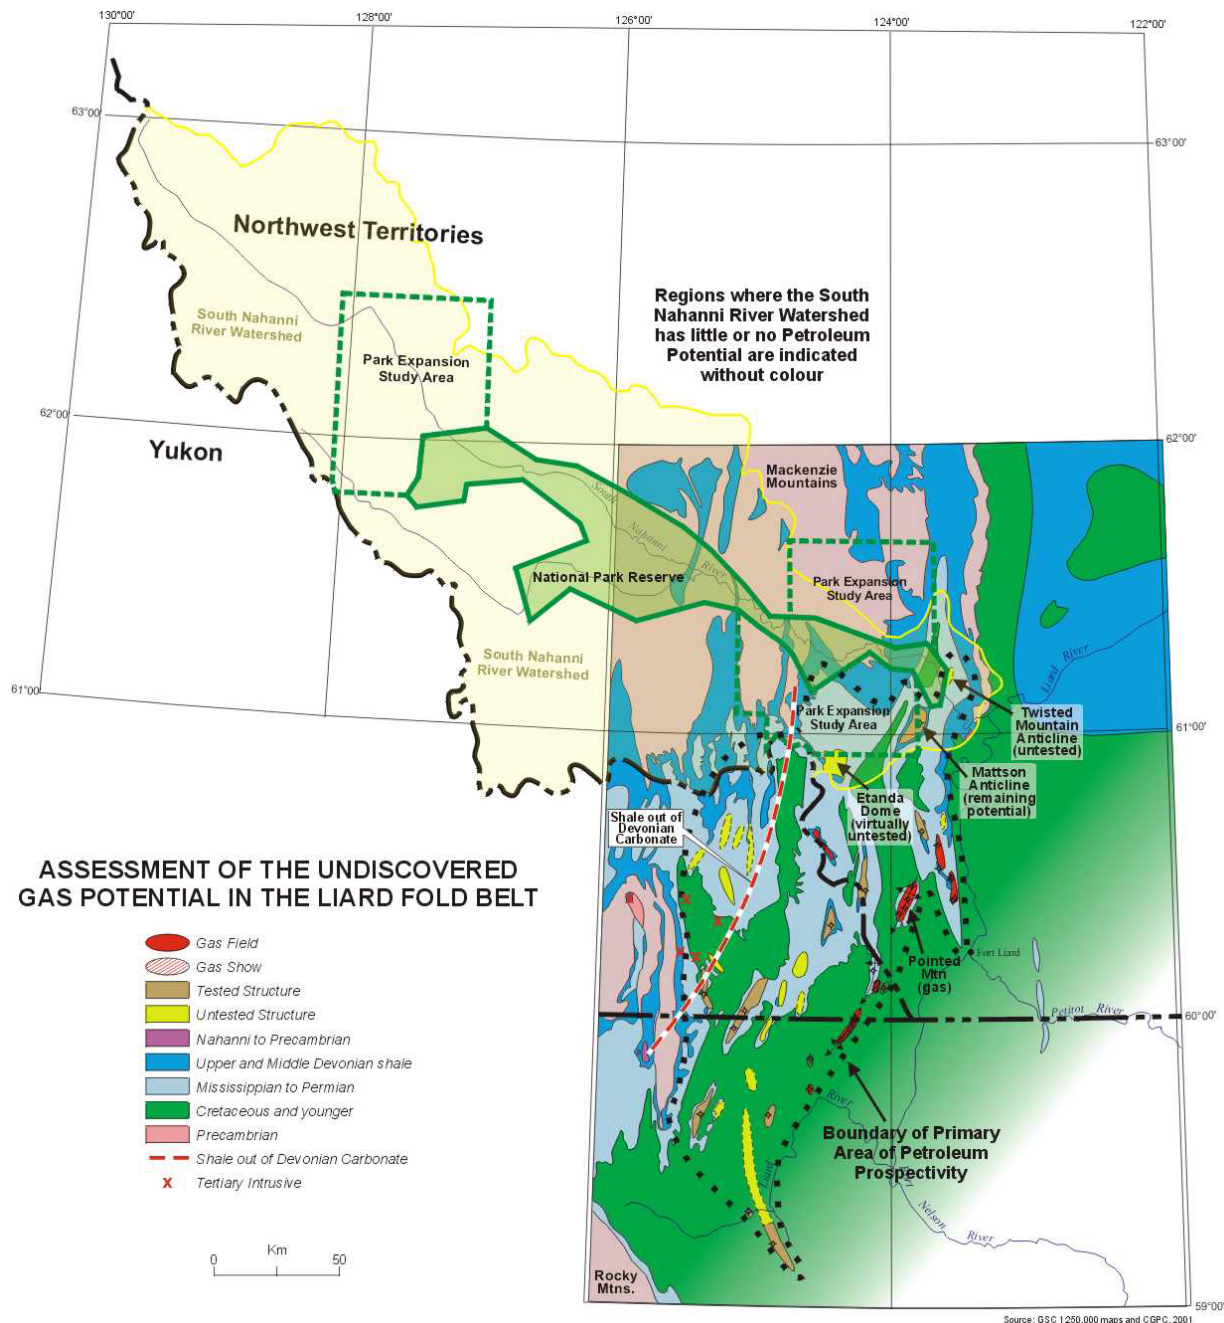 130°00'
128°00'
126°00'
124°00'
122°00'
63°00'
63°00'
Northwest Territories
South Nahanni
River Watershed
Park Expansion
Study Area
Regions where the South
Nahanni River Watershed
has little or no Petroleum
Potential are indicated
without colour
62°00'
62°00'
Yukon
Mackenzie
Mountains
South
Nahanni
River
National Park Reserve
Park Expansion
Study Area
Liard River
South Nahanni
River Watershed
61°00'
61°00'
Park Expansion
Study Area
Twisted
Mountain
Anticline
(untested)
Mattson
Anticline
(remaining
potential)
Etanda
Dome
(virtually
untested)
Shale out of
Devonian
Carbonate
Pointed
Mtn
(gas)
Fort Liard
Petitot River
60°00'
ASSESSMENT OF THE UNDISCOVERED
GAS POTENTIAL IN THE LIARD FOLD BELT
Gas Field
Gas Show
Tested Structure
Untested Structure
Nahanni to Precambrian
Upper and Middle Devonian shale
Mississippian to Permian
Cretaceous and younger
Precambrian
Shale out of Devonian Carbonate
X Tertiary Intrusive
Km
0 50
River
Liard
Boundary of Primary
Area of Petroleum
Prospectivity
Fort
Nelson
River
Rocky
Mtns.
59°00'
Source: GSC 1:250,000 maps and CGPC, 2001